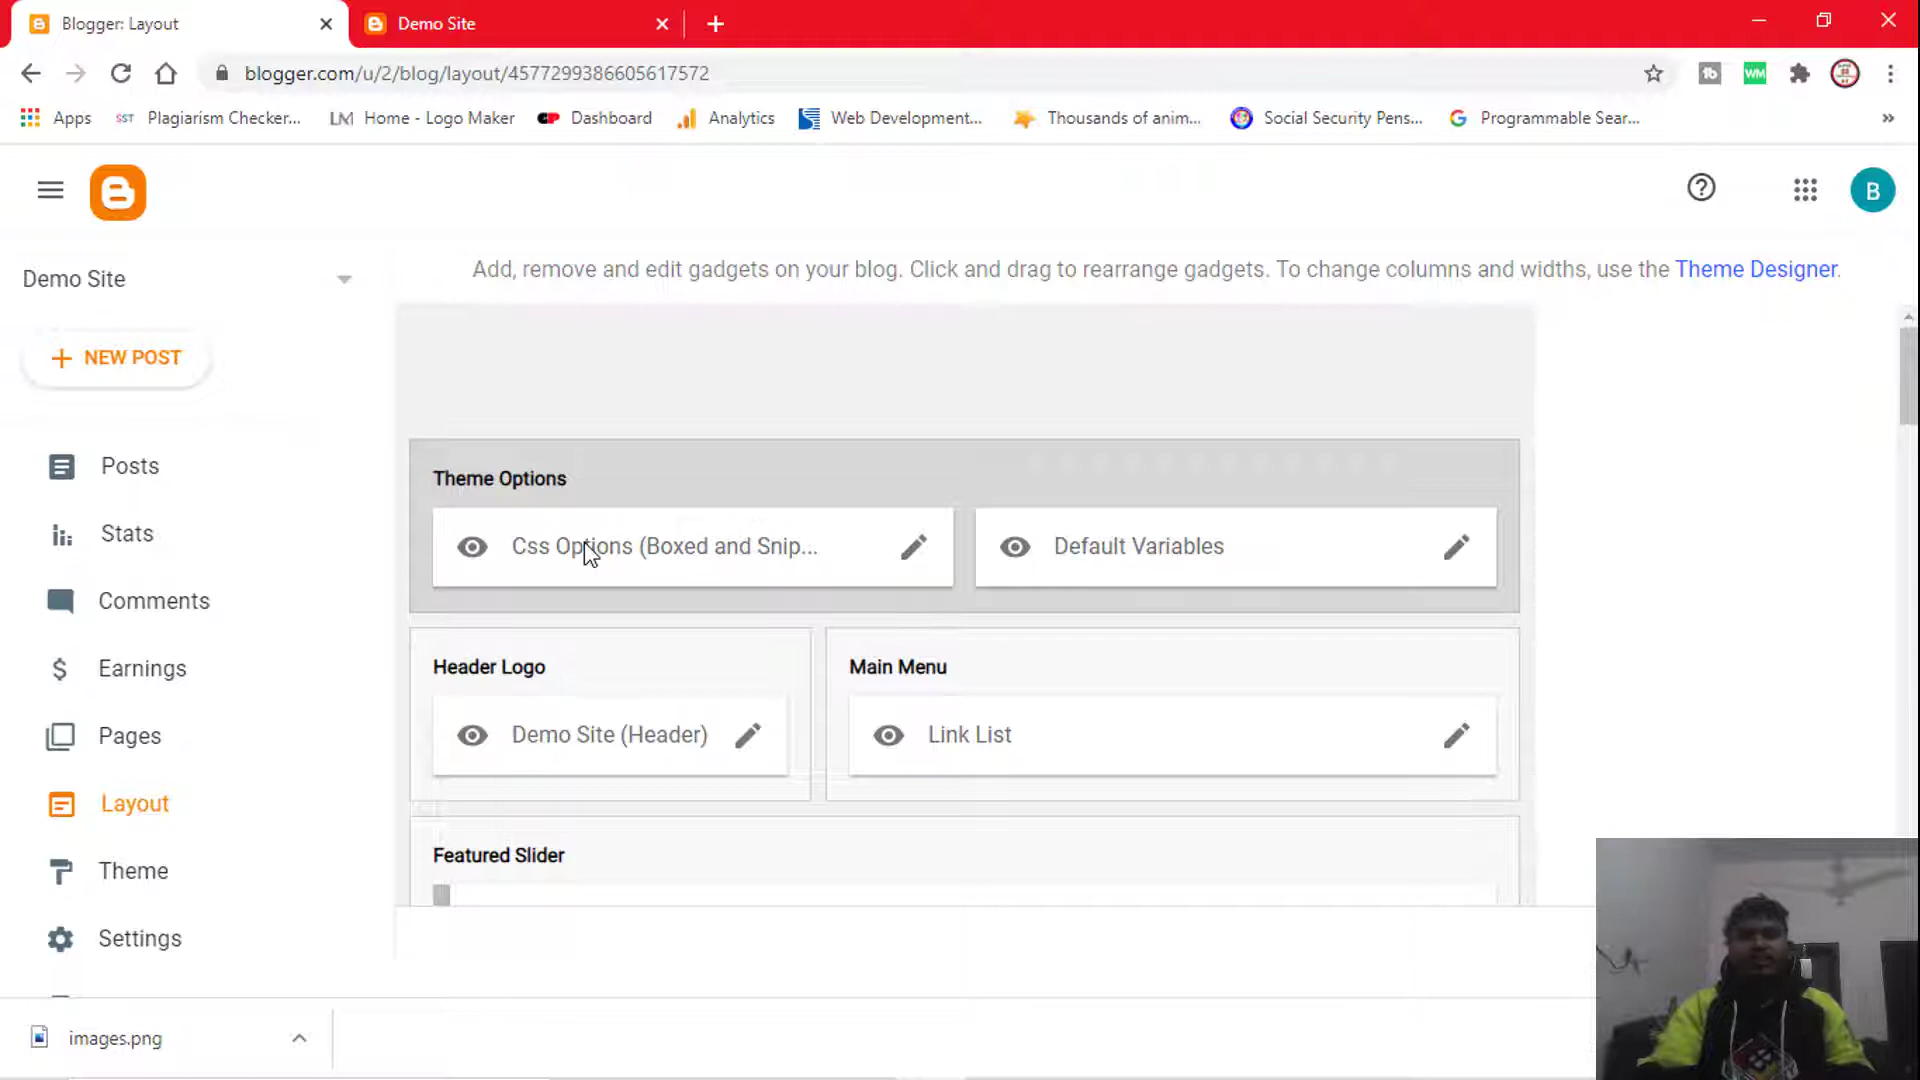 Blogger: Layout
Demo Site
blogger.com/u/2/blog/layout/4577299386605617572
tb
WM
Apps
SST Plagiarism Checker...
LM Home - Logo Maker
Dashboard
Analytics
Web Development...
Thousands of anim...
Social Security Pens...
Programmable Sear...
B
Demo Site
Add, remove and edit gadgets on your blog. Click and drag to rearrange gadgets. To change columns and widths, use the Theme Designer.
+ NEW POST
Posts
Stats
Comments
Earnings
Pages
Layout
Theme
Settings
Theme Options
Css Options (Boxed and Snip...
Default Variables
Header Logo
Demo Site (Header)
Main Menu
Link List
Featured Slider
images.png